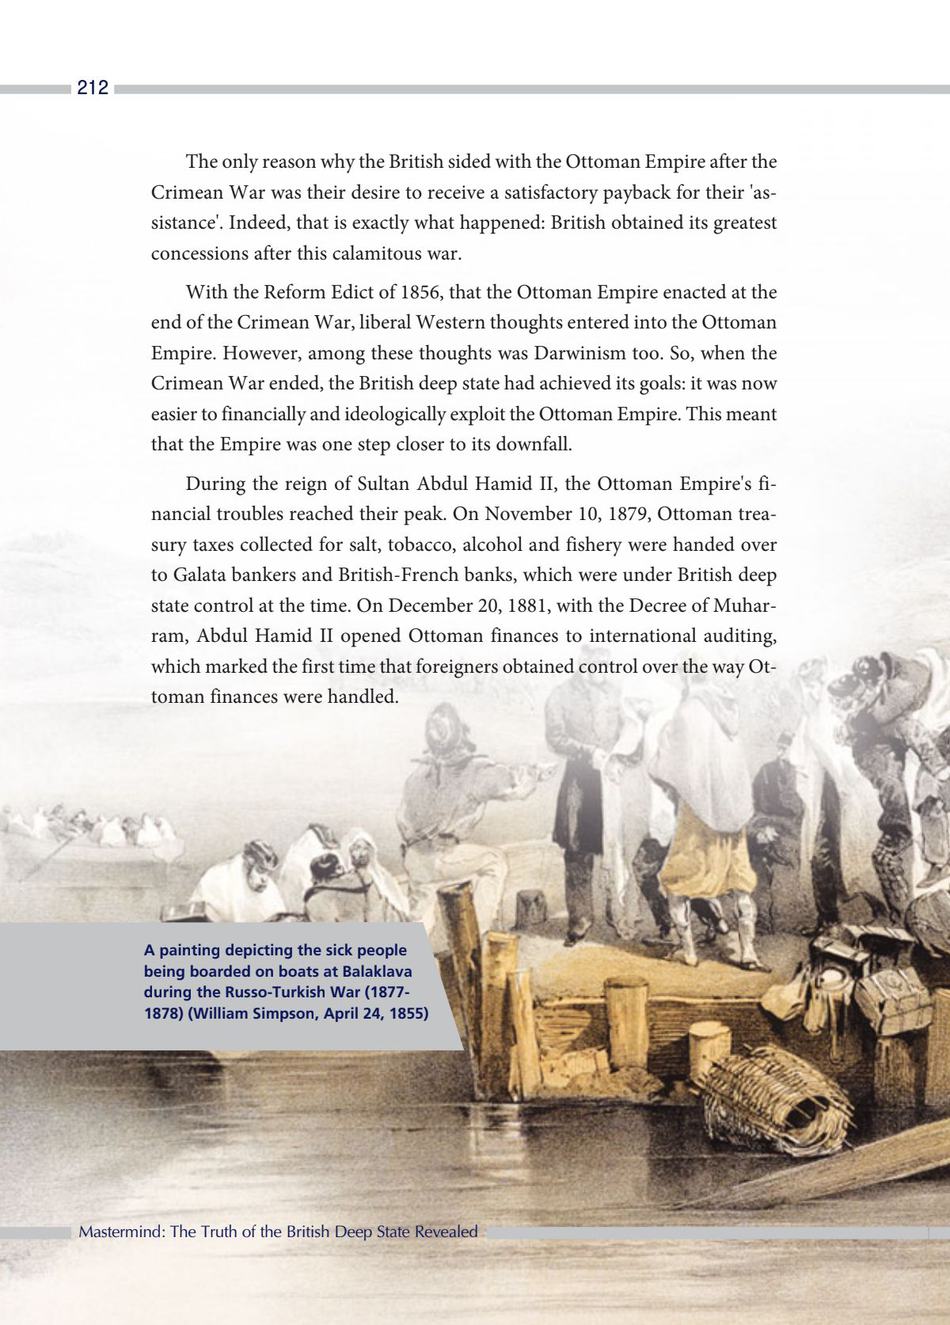 212
The only reason why the British sided with the Ottoman Empire after the
Crimean War was their desire to receive a satisfactory payback for their 'as-
sistance'. Indeed, that is exactly what happened: British obtained its greatest
concessions after this calamitous war.
With the Reform Edict of 1856, that the Ottoman Empire enacted at the
end of the Crimean War, liberal Western thoughts entered into the Ottoman
Empire. However, among these thoughts was Darwinism too. So, when the
Crimean War ended, the British deep state had achieved its goals: it was now
easier to financially and ideologically exploit the Ottoman Empire. This meant
that the Empire was one step closer to its downfall.
During the reign of Sultan Abdul Hamid II, the Ottoman Empire's fi-
nancial troubles reached their peak. On November 10, 1879, Ottoman trea-
sury taxes collected for salt, tobacco, alcohol and fishery were handed over
to Galata bankers and British-French banks, which were under British deep
state control at the time. On December 20, 1881, with the Decree of Muhar-
ram, Abdul Hamid II opened Ottoman finances to international auditing,
which marked the first time that foreigners obtained control over the way Ot-
toman finances were handled.
A painting depicting the sick people
being boarded on boats at Balaklava
during the Russo-Turkish War (1877-
1878) (William Simpson, April 24, 1855)
Mastermind: The Truth of the British Deep State Revealed